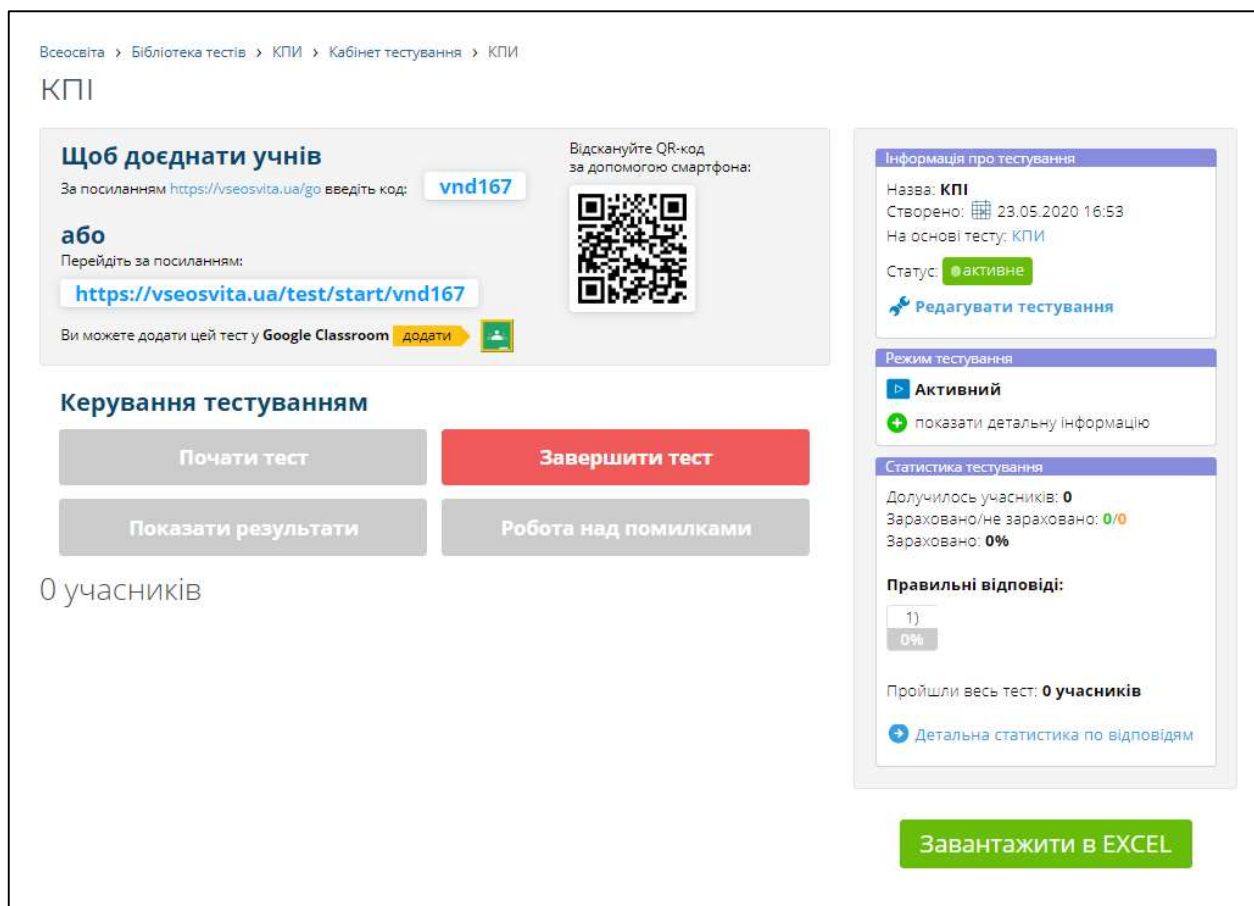 Всеосвіта > Бібліотека тестів > КПИ > Кабінет тестування > КПИ
КПІ
Щоб доєднати учнів
За посиланням https://vseosvita.ua/go введіть код: vnd167
або
Перейдіть за посиланням:
https://vseosvita.ua/test/start/vnd167
Ви можете додати цей тест у Google Classroom додати
Відскануйте QR-код
за допомогою смартфона:
Керування тестуванням
Почати тест
Завершити тест
Показати результати
Робота над помилками
0 учасників
Інформація про тестування
Назва: КПІ
Створено: 23.05.2020 16:53
На основі тесту: КПИ
Статус: активне
Редагувати тестування
Режим тестування
Активний
показати детальну інформацію
Статистика тестування
Долучилось учасників: 0
Зараховано/не зараховано: 0/0
Зараховано: 0%
Правильні відповіді:
1)
0%
Пройшли весь тест: 0 учасників
Детальна статистика по відповідям
Завантажити в EXCEL